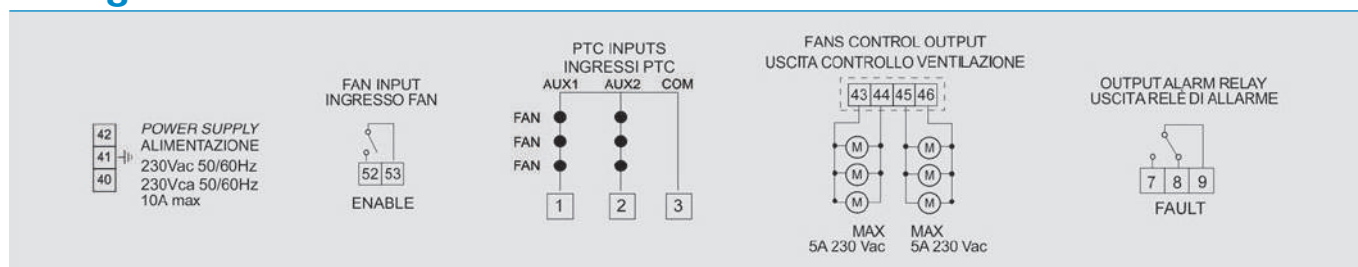 42
41
40
POWER SUPPLY
ALIMENTAZIONE
230Vac 50/60Hz
230Vca 50/60Hz
10A max
FAN INPUT
INGRESSO FAN
52 53
ENABLE
PTC INPUTS
INGRESSI PTC
AUX1 AUX2 COM
FAN
FAN
FAN
1 2 3
FANS CONTROL OUTPUT
USCITA CONTROLLO VENTILAZIONE
43 44 45 46
M M
M M
M M
MAX MAX
5A 230 Vac 5A 230 Vac
OUTPUT ALARM RELAY
USCITA RELÈ DI ALLARME
7 8 9
FAULT